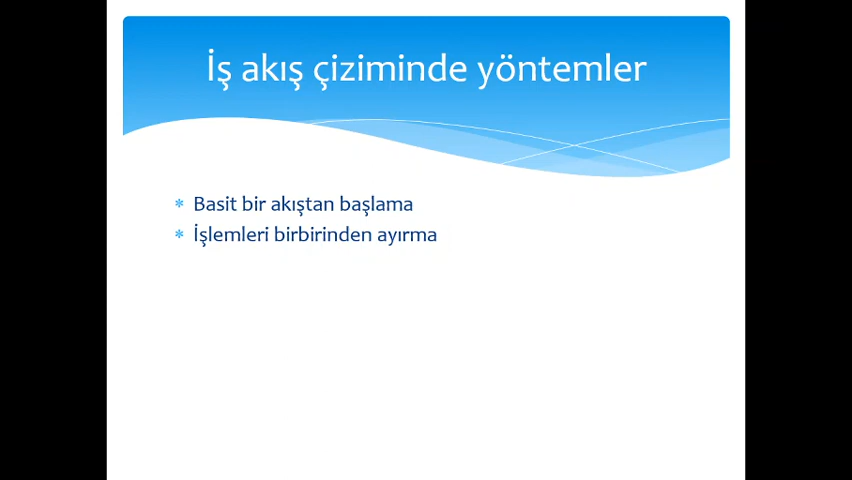 İş akış çiziminde yöntemler
* Basit bir akıştan başlama
* İşlemleri birbirinden ayırma